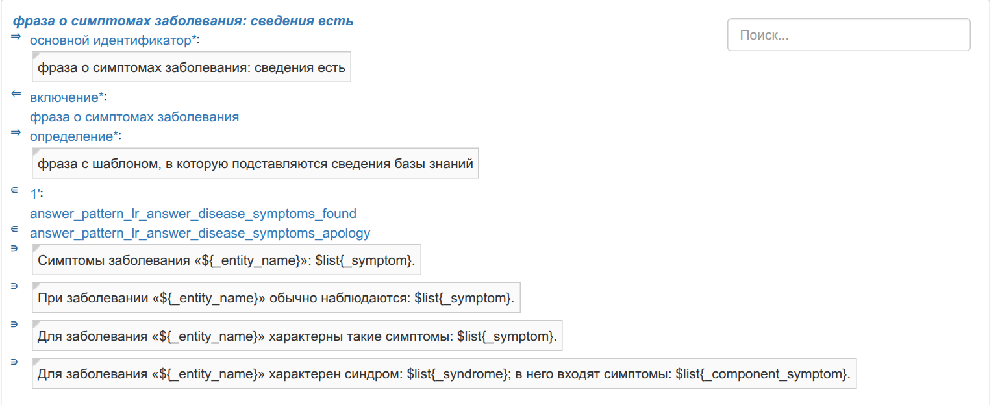 фраза о симптомах заболевания: сведения есть
Поиск...
⇒ основной идентификатор*:
фраза о симптомах заболевания: сведения есть
⇐ включение*:
фраза о симптомах заболевания
⇒ определение*:
фраза с шаблоном, в которую подставляются сведения базы знаний
∈ 1':
answer_pattern_lr_answer_disease_symptoms_found
∈ answer_pattern_lr_answer_disease_symptoms_apology
∋ Симптомы заболевания «${_entity_name}»: $list{_symptom}.
∋ При заболевании «${_entity_name}» обычно наблюдаются: $list{_symptom}.
∋ Для заболевания «${_entity_name}» характерны такие симптомы: $list{_symptom}.
∋ Для заболевания «${_entity_name}» характерен синдром: $list{_syndrome}; в него входят симптомы: $list{_component_symptom}.